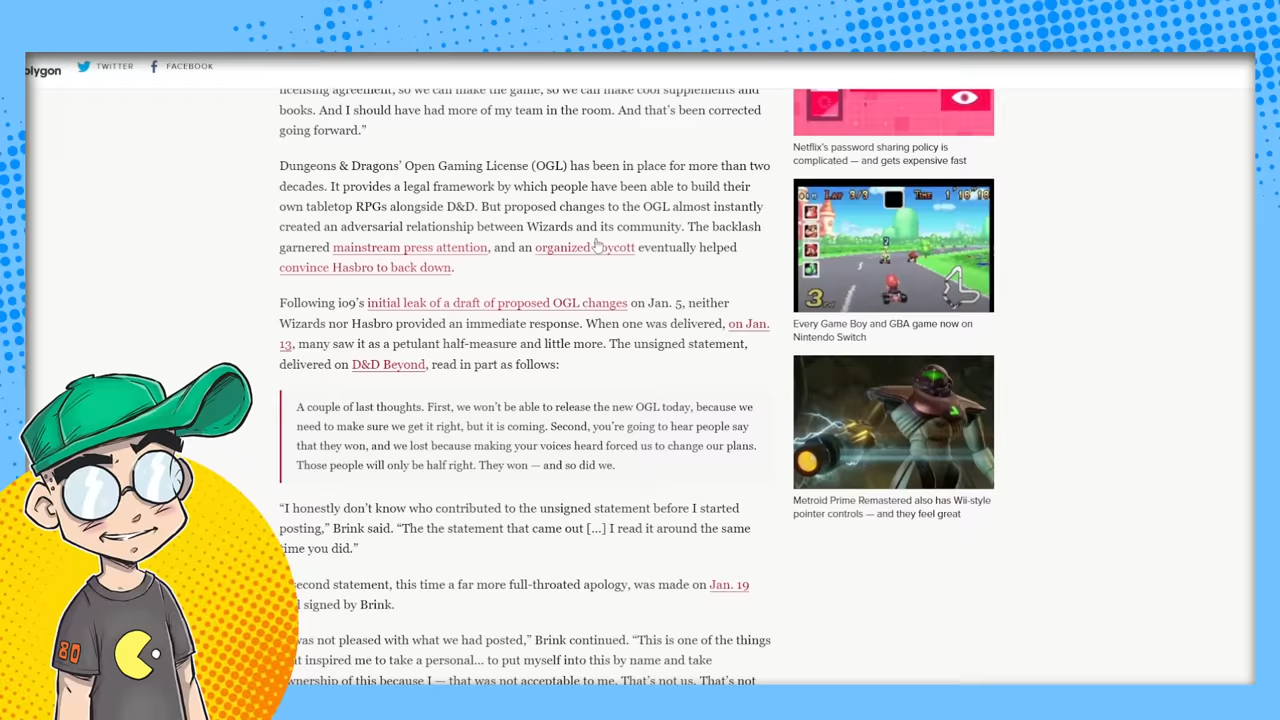 olygon
TWITTER
FACEBOOK
licensing agreement, so we can make the game, so we can make cool supplements and
books. And I should have had more of my team in the room. And that's been corrected
going forward.”
Dungeons & Dragons’ Open Gaming License (OGL) has been in place for more than two
decades. It provides a legal framework by which people have been able to build their
own tabletop RPGs alongside D&D. But proposed changes to the OGL almost instantly
created an adversarial relationship between Wizards and its community. The backlash
garnered mainstream press attention, and an organized boycott eventually helped
convince Hasbro to back down.
Following io9’s initial leak of a draft of proposed OGL changes on Jan. 5, neither
Wizards nor Hasbro provided an immediate response. When one was delivered, on Jan.
13, many saw it as a petulant half-measure and little more. The unsigned statement,
delivered on D&D Beyond, read in part as follows:
A couple of last thoughts. First, we won’t be able to release the new OGL today, because we
need to make sure we get it right, but it is coming. Second, you’re going to hear people say
that they won, and we lost because making your voices heard forced us to change our plans.
Those people will only be half right. They won — and so did we.
“I honestly don’t know who contributed to the unsigned statement before I started
posting,” Brink said. “The the statement that came out [...] I read it around the same
time you did.”
second statement, this time a far more full-throated apology, was made on Jan. 19
signed by Brink.
was not pleased with what we had posted,” Brink continued. “This is one of the things
inspired me to take a personal... to put myself into this by name and take
ownership of this because I — that was not acceptable to me. That’s not us. That’s not
Netflix’s password sharing policy is
complicated — and gets expensive fast
LAP 3/3
TIME 1'18"18
2
3
Every Game Boy and GBA game now on
Nintendo Switch
Metroid Prime Remastered also has Wii-style
pointer controls — and they feel great
80